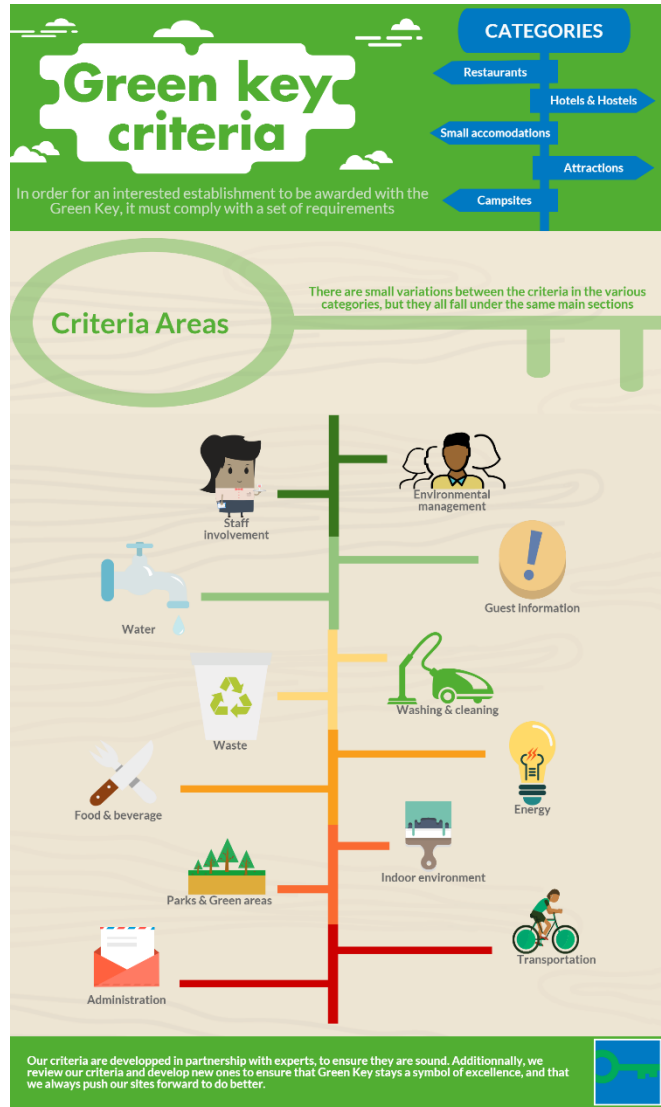 Green key
criteria
In order for an interested establishment to be awarded with the
Green Key, it must comply with a set of requirements
CATEGORIES
Restaurants
Hotels & Hostels
Small accomodations
Attractions
Campsites
Criteria Areas
There are small variations between the criteria in the various
categories, but they all fall under the same main sections
Environmental
management
Staff
involvement
Guest Information
Water
Washing & cleaning
Waste
Energy
Food & beverage
Indoor environment
Parks & Green areas
Transportation
Administration
Our criteria are developped in partnership with experts, to ensure they are sound. Additionnally, we
review our criteria and develop new ones to ensure that Green Key stays a symbol of excellence, and that
we always push our sites forward to do better.